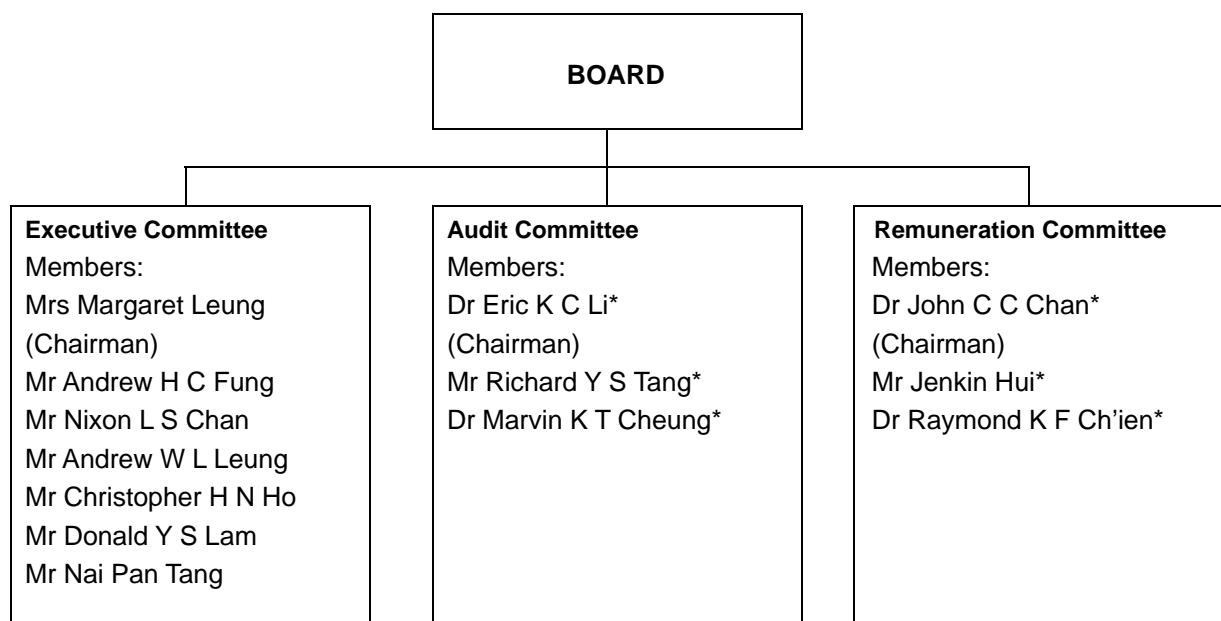 BOARD
Executive Committee
Members:
Mrs Margaret Leung
(Chairman)
Mr Andrew H C Fung
Mr Nixon L S Chan
Mr Andrew W L Leung
Mr Christopher H N Ho
Mr Donald Y S Lam
Mr Nai Pan Tang
Audit Committee
Members:
Dr Eric K C Li*
(Chairman)
Mr Richard Y S Tang*
Dr Marvin K T Cheung*
Remuneration Committee
Members:
Dr John C C Chan*
(Chairman)
Mr Jenkin Hui*
Dr Raymond K F Ch'ien*